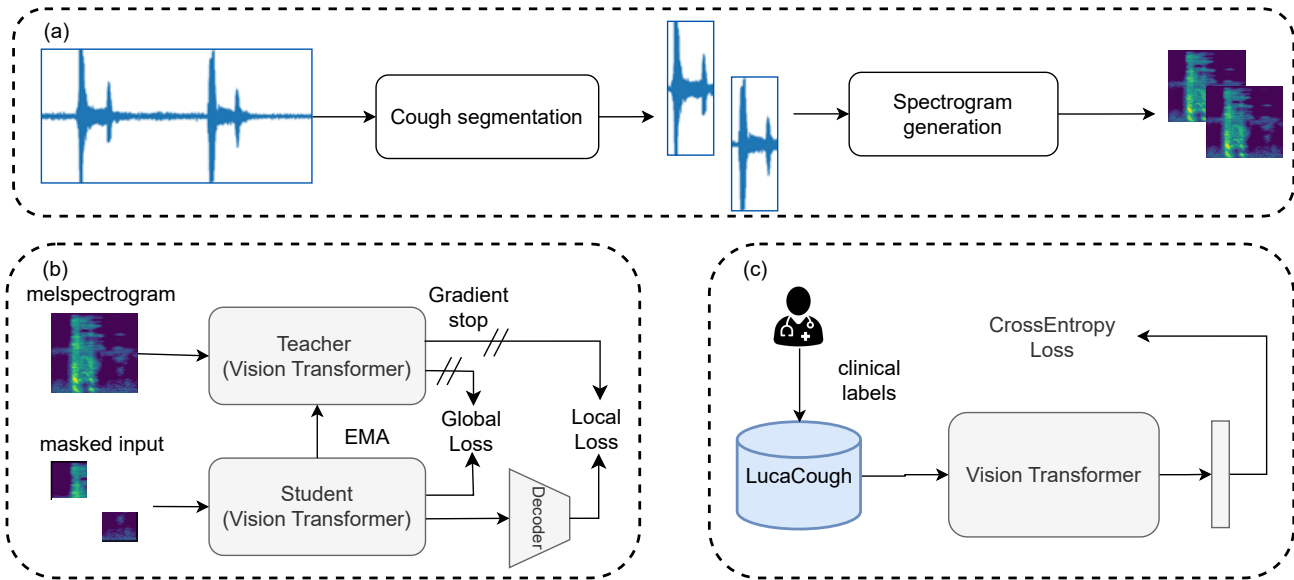 (a)
Cough segmentation
Spectrogram
generation
(b)
melspectrogram
Teacher
(Vision Transformer)
Gradient
stop
masked input
EMA
Global
Loss
Local
Loss
Student
(Vision Transformer)
Decoder
(c)
clinical
labels
CrossEntropy
Loss
LucaCough
Vision Transformer